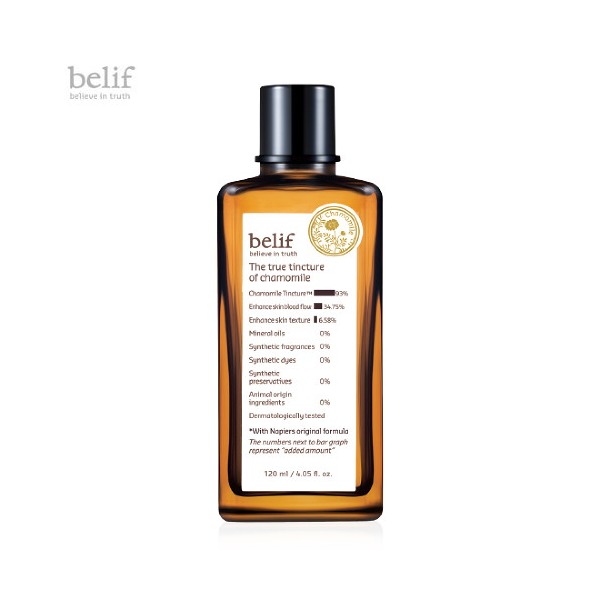 belif
believe in truth
Chamomile
belif
believe in truth
The true tincture
of chamomile
Chamomile Tincture™ 93%
Enhance skin blood flow 34.75%
Enhance skin texture 6.58%
Mineral oils 0%
Synthetic fragrances 0%
Synthetic dyes 0%
Synthetic
preservatives 0%
Animal origin
ingredients 0%
Dermatologically tested
*With Napiers original formula
The numbers next to bar graph
represent "added amount"
120 ml / 4.05 fl. oz.